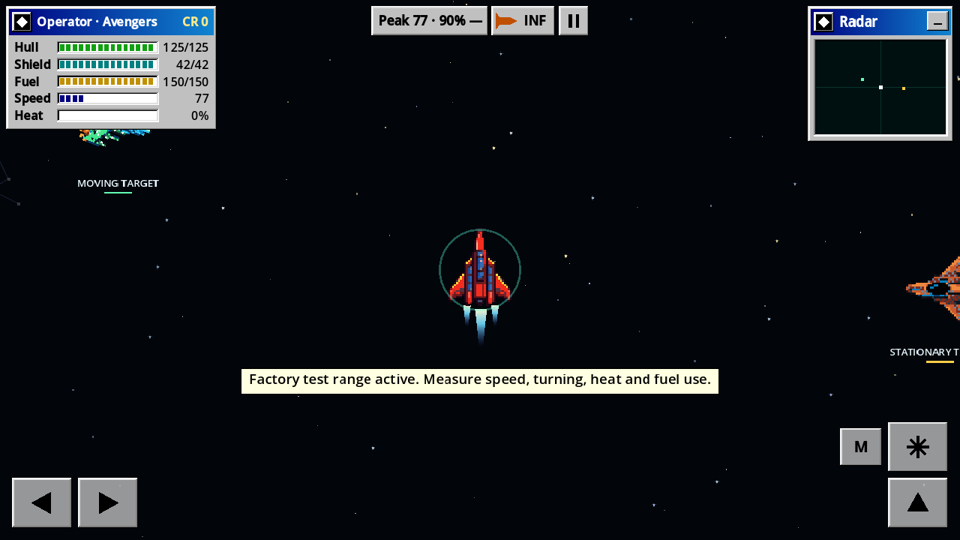 Operator · Avengers CR 0
Hull 125/125
Shield 42/42
Fuel 150/150
Speed 77
Heat 0%
Peak 77 · 90% —
INF
Radar
MOVING TARGET
STATIONARY T
Factory test range active. Measure speed, turning, heat and fuel use.
M